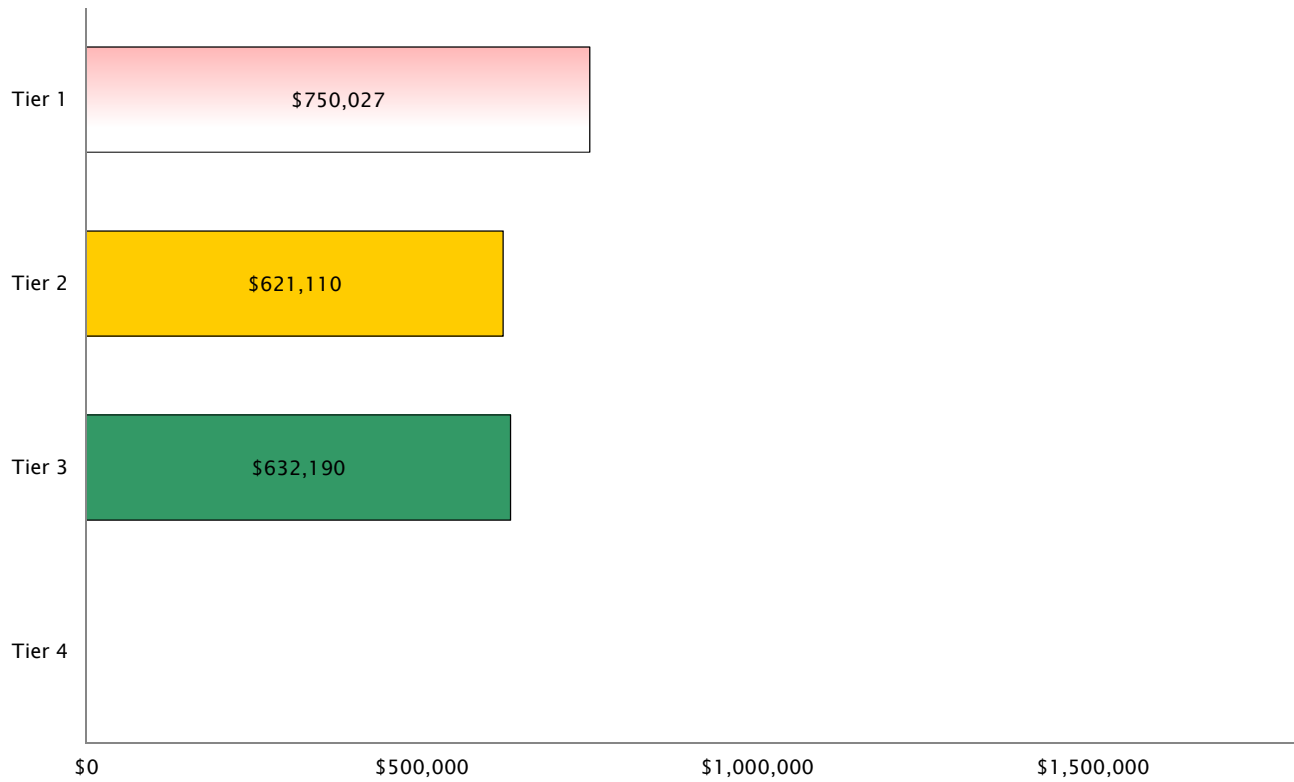 Tier 1
$750,027
Tier 2
$621,110
Tier 3
$632,190
Tier 4
$0 $500,000 $1,000,000 $1,500,000